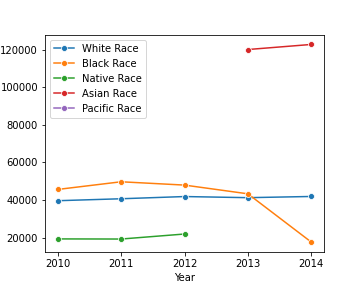 120000
100000
80000
60000
40000
20000
White Race
Black Race
Native Race
Asian Race
Pacific Race
2010 2011 2012 2013 2014
Year